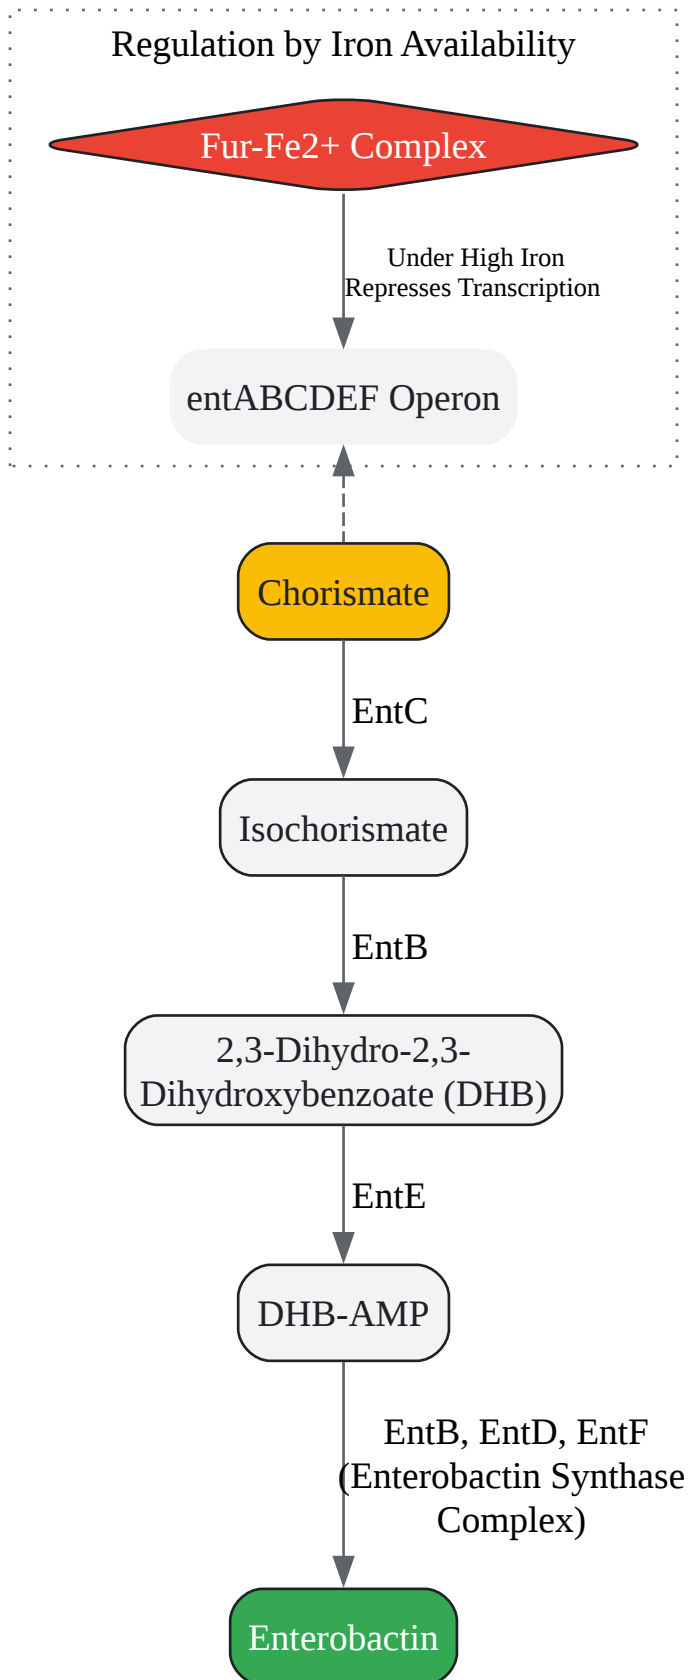 Regulation by Iron Availability
Fur-Fe2+ Complex
Under High Iron
Represses Transcription
entABCDEF Operon
Chorismate
EntC
Isochorismate
EntB
2,3-Dihydro-2,3-
Dihydroxybenzoate (DHB)
EntE
DHB-AMP
EntB, EntD, EntF
(Enterobactin Synthase
Complex)
Enterobactin